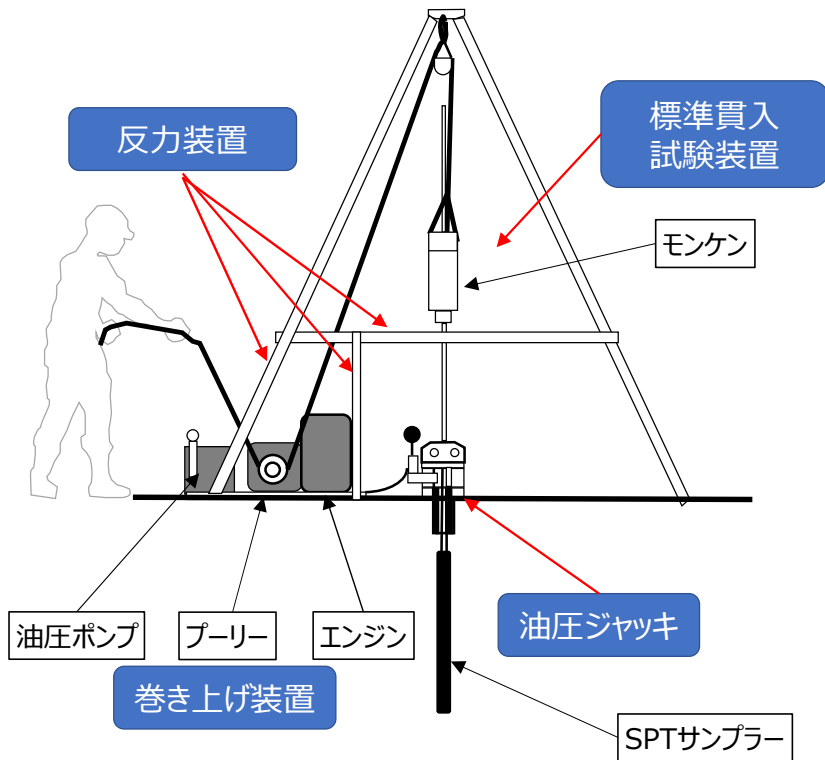 反力装置
標準貫入
試験装置
モンケン
油圧ポンプ
プーリー
エンジン
油圧ジャッキ
巻き上げ装置
SPTサンプラー